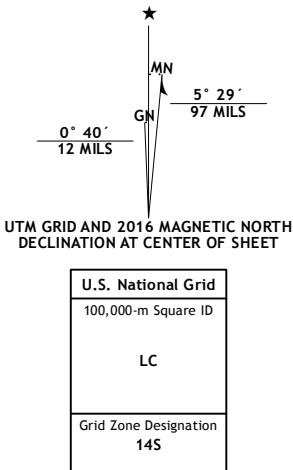 MN
GN
5° 29´
97 MILS
0° 40´
12 MILS
UTM GRID AND 2016 MAGNETIC NORTH
DECLINATION AT CENTER OF SHEET
U.S. National Grid
100,000-m Square ID
LC
Grid Zone Designation
14S